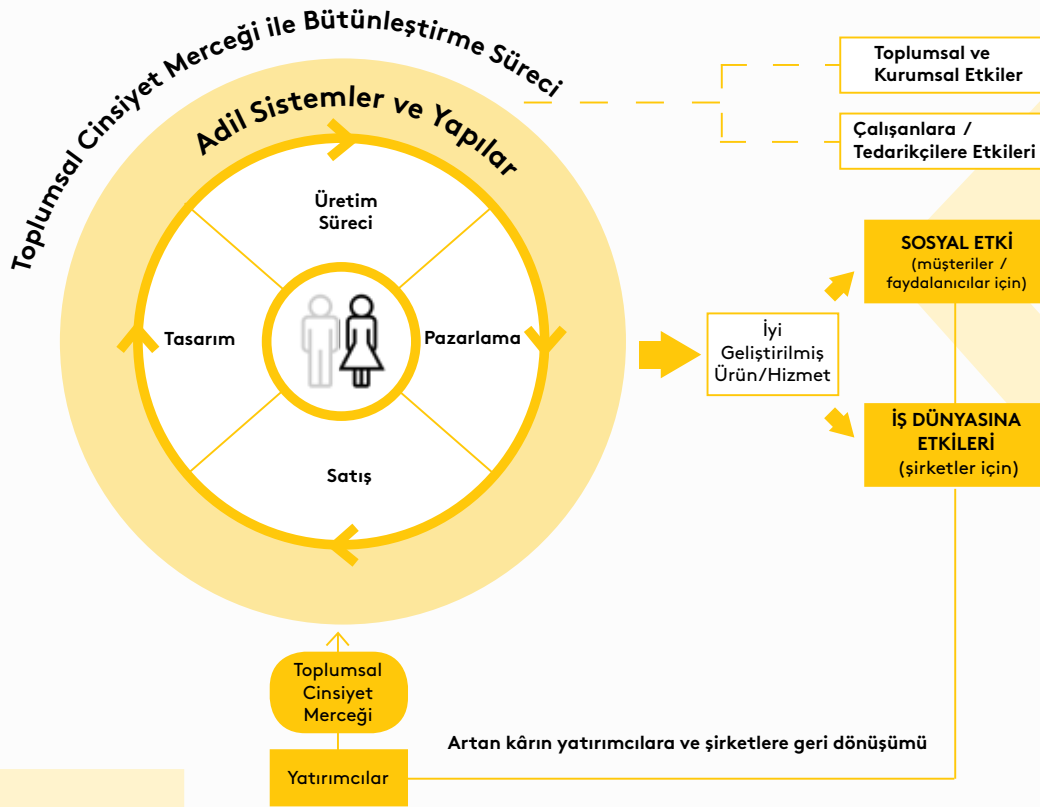 Toplumsal Cinsiyet Merceği ile Bütünleştirme Süreci
Adil Sistemler ve Yapılar
Üretim
Süreci
Tasarım
Pazarlama
Satış
Toplumsal ve
Kurumsal Etkiler
Çalışanlara /
Tedarikçilere Etkileri
SOSYAL ETKİ
(müşteriler /
faydalanıcılar için)
İyi
Geliştirilmiş
Ürün/Hizmet
İŞ DÜNYASINA
ETKİLERİ
(şirketler için)
Toplumsal
Cinsiyet
Merceği
Artan kârın yatırımcılara ve şirketlere geri dönüşümü
Yatırımcılar